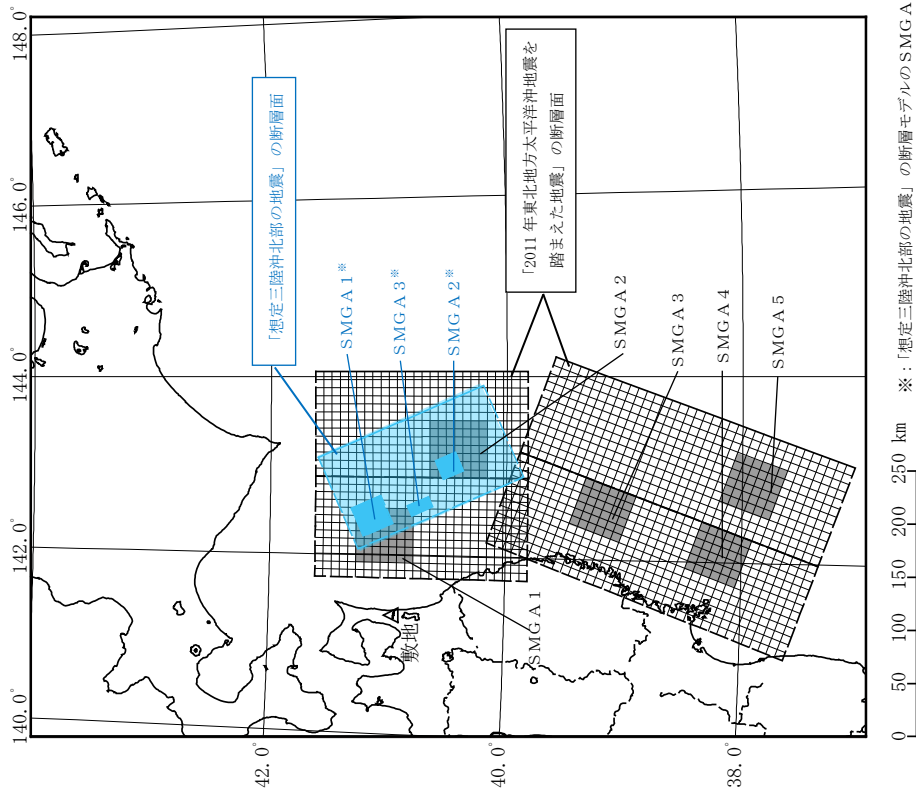 148.0°
146.0°
144.0°
142.0°
140.0°
42.0°
40.0°
38.0°
「想定三陸沖北部の地震」の断層面
SMGA1※
SMGA3※
SMGA2※
「2011年東北地方太平洋沖地震を
踏まえた地震」の断層面
SMGA2
SMGA3
SMGA4
SMGA5
SMGA1
敷地
0 50 100 150 200 250 km
※：「想定三陸沖北部の地震」の断層モデルのSMGA